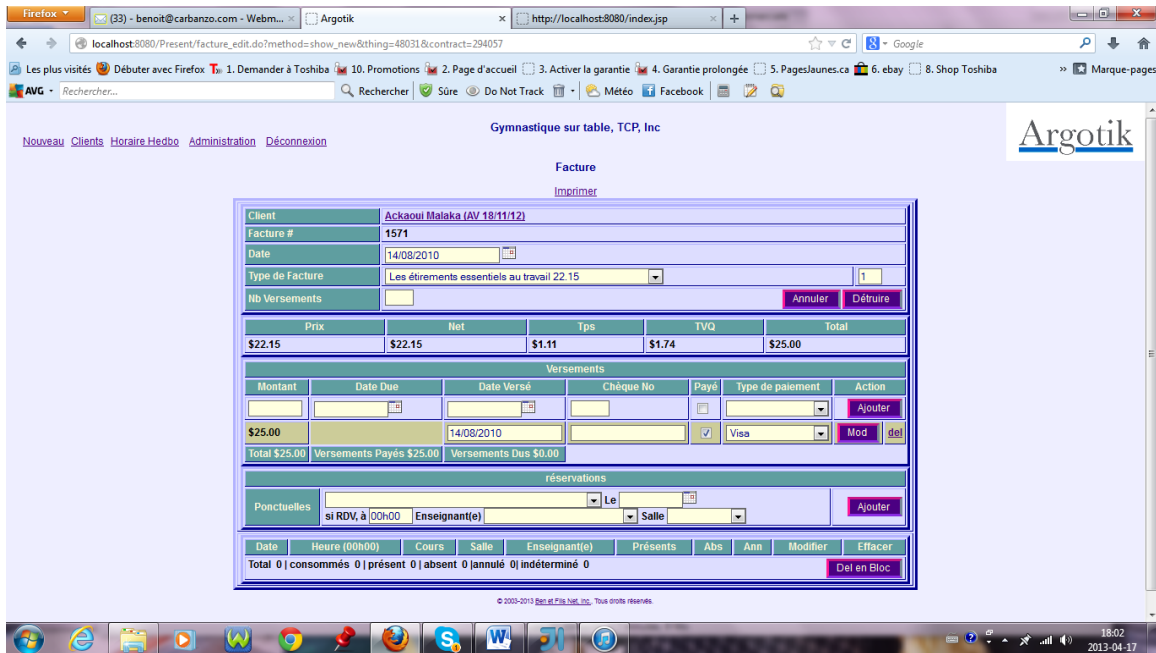 Firefox
(33) - benoit@carbanzo.com - Webm... × Argotik × http://localhost:8080/index.jsp × +
localhost:8080/Present/facture_edit.do?method=show_new&thing=48031&contract=294057 Google
Les plus visités Débuter avec Firefox 1. Demander à Toshiba 10. Promotions 2. Page d'accueil 3. Activer la garantie 4. Garantie prolongée 5. PagesJaunes.ca 6. ebay 8. Shop Toshiba » Marque-pages
AVG Rechercher... Rechercher Sûre Do Not Track Météo Facebook
Gymnastique sur table, TCP, Inc
Argotik
Nouveau Clients Horaire Hedbo Administration Déconnexion
Facture
Imprimer
Client Ackaoui Malaka (AV 18/11/12)
Facture # 1571
Date 14/08/2010
Type de Facture Les étirements essentiels au travail 22.15 1
Nb Versements Annuler Détruire
Prix Net Tps TVQ Total
$22.15 $22.15 $1.11 $1.74 $25.00
Versements
Montant Date Due Date Versé Chèque No Payé Type de paiement Action
Ajouter
$25.00 14/08/2010 Visa Mod del
Total $25.00 Versements Payés $25.00 Versements Dus $0.00
réservations
Ponctuelles Le Ajouter
si RDV, à 00h00 Enseignant(e) Salle
Date Heure (00h00) Cours Salle Enseignant(e) Présents Abs Ann Modifier Effacer
Total 0 | consommés 0 | présent 0 | absent 0 |annulé 0| indéterminé 0 Del en Bloc
© 2003-2013 Ben et Fils Net, Inc., Tous droits réservés.
18:02
2013-04-17